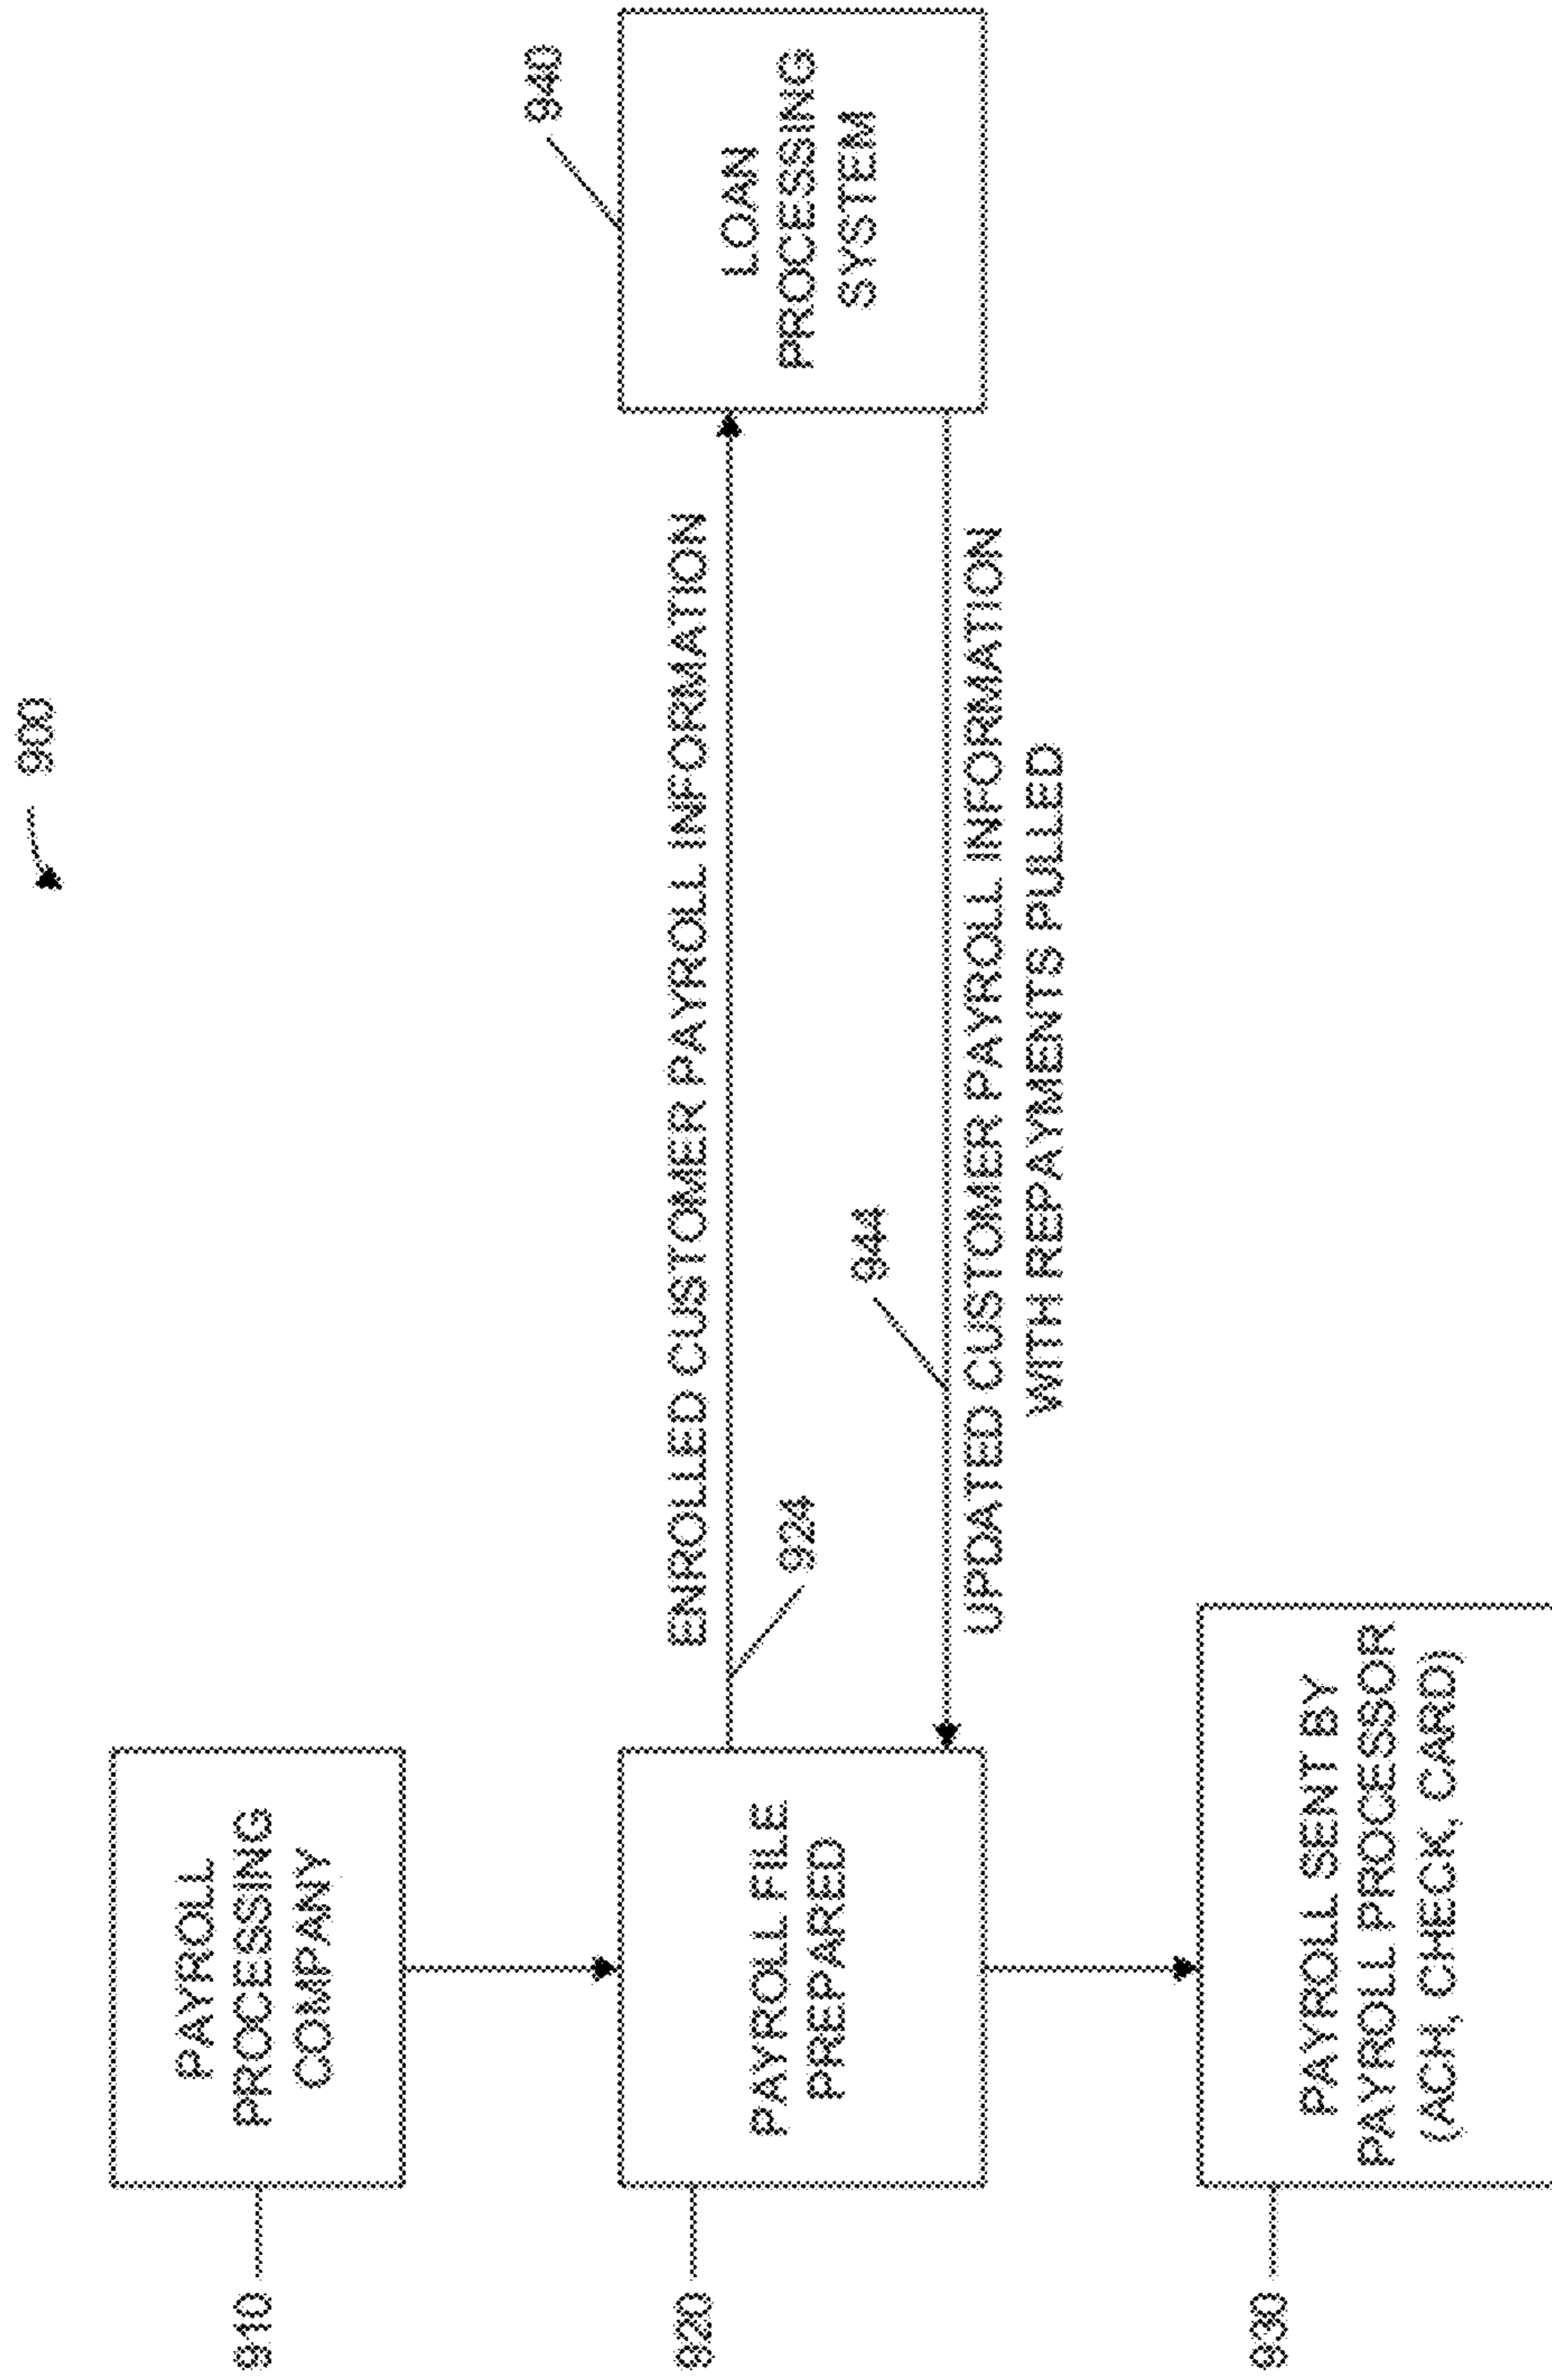 900
910
PAYROLL
PROCESSING
COMPANY
920
PAYROLL FILE
PREPARED
ENROLLED CUSTOMER PAYROLL INFORMATION
924
944
UPDATED CUSTOMER PAYROLL INFORMATION
WITH REPAYMENTS PULLED
940
LOAN
PROCESSING
SYSTEM
930
PAYROLL SENT BY
PAYROLL PROCESSOR
(ACH, CHECK, CARD)